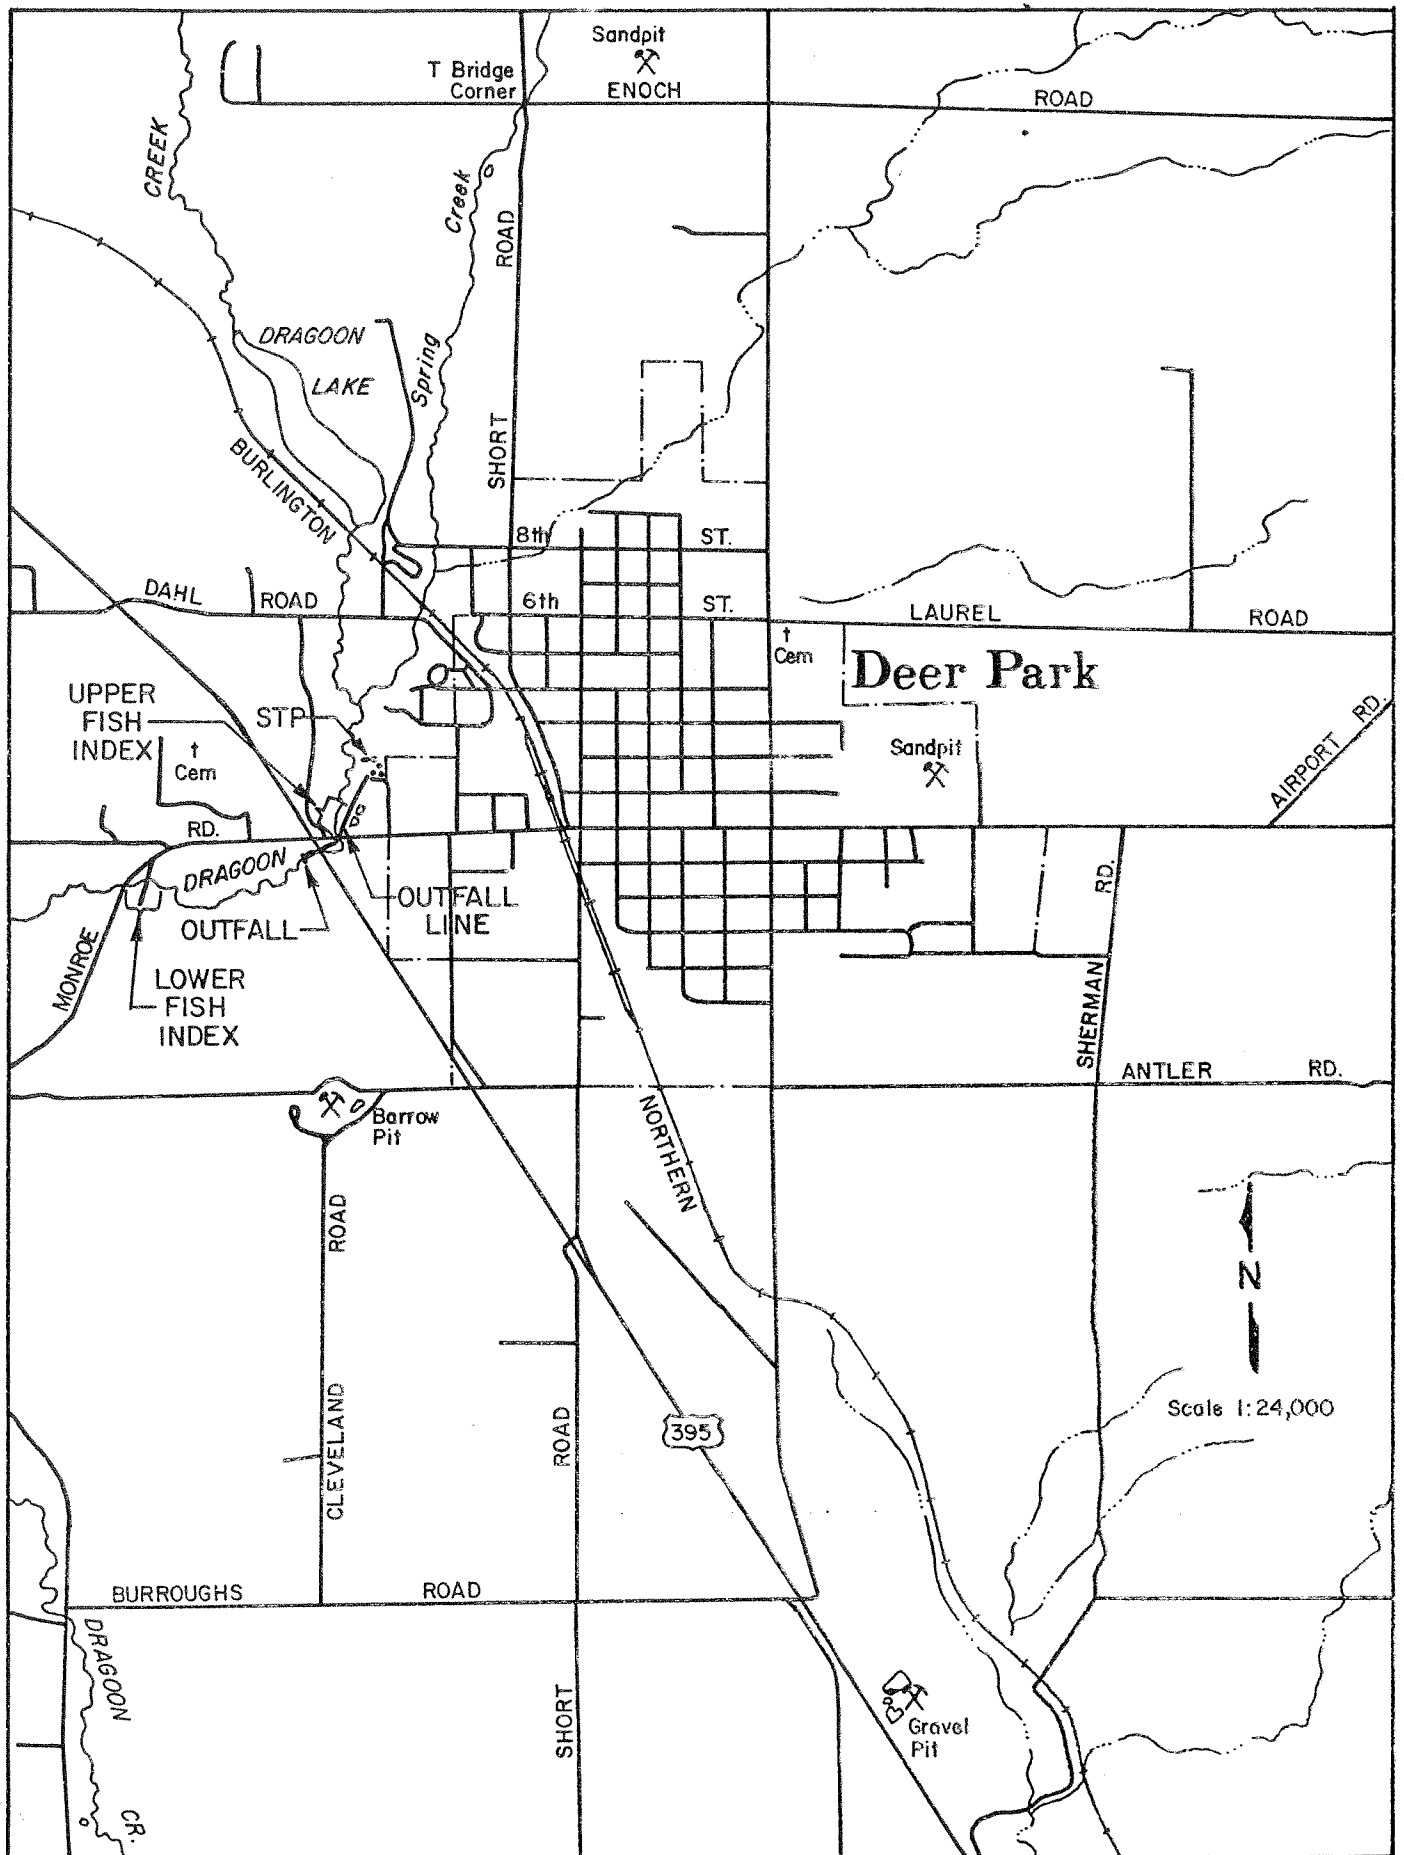 Sandpit
T Bridge
Corner
ENOCH
ROAD
CREEK
Creek
ROAD
DRAGOON
LAKE
Spring
SHORT
BURLINGTON
8th
ST.
DAHL
ROAD
6th
ST.
LAUREL
ROAD
Cem
Deer Park
UPPER
FISH
INDEX
STP
Cem
Sandpit
AIRPORT RD.
RD.
DRAGOON
OUTFALL
LINE
OUTFALL
RD.
MONROE
LOWER
FISH
INDEX
SHERMAN
ANTLER
RD.
Barrow
Pit
NORTHERN
ROAD
N
CLEVELAND
ROAD
395
Scale 1:24,000
BURROUGHS
ROAD
DRAGOON
SHORT
Gravel
Pit
CR.